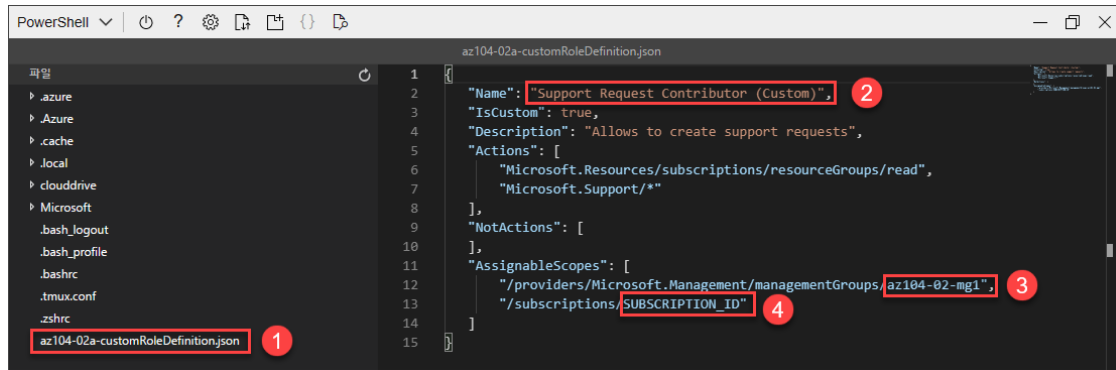 PowerShell
az104-02a-customRoleDefinition.json
파일
.azure
.Azure
.cache
.local
clouddrive
Microsoft
.bash_logout
.bash_profile
.bashrc
.tmux.conf
.zshrc
az104-02a-customRoleDefinition.json
1
1 {
2 "Name": "Support Request Contributor (Custom)",
2
3 "IsCustom": true,
4 "Description": "Allows to create support requests",
5 "Actions": [
6 "Microsoft.Resources/subscriptions/resourceGroups/read",
7 "Microsoft.Support/*"
8 ],
9 "NotActions": [
10 ],
11 "AssignableScopes": [
12 "/providers/Microsoft.Management/managementGroups/az104-02-mg1",
3
13 "/subscriptions/SUBSCRIPTION_ID"
4
14 ]
15 }